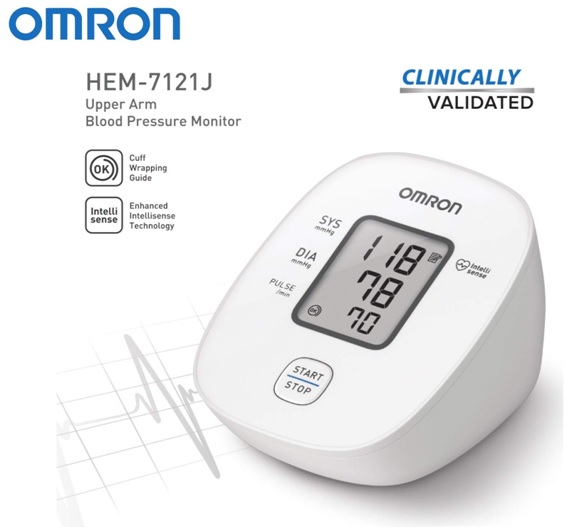 OMRON
HEM-7121J
Upper Arm
Blood Pressure Monitor
CLINICALLY
VALIDATED
OK
Cuff
Wrapping
Guide
Intelli
sense
Enhanced
Intellisense
Technology
OMRON
SYS
mmHg
118
DIA
mmHg
78
PULSE
/min
70
OK
Intelli
sense
START
STOP